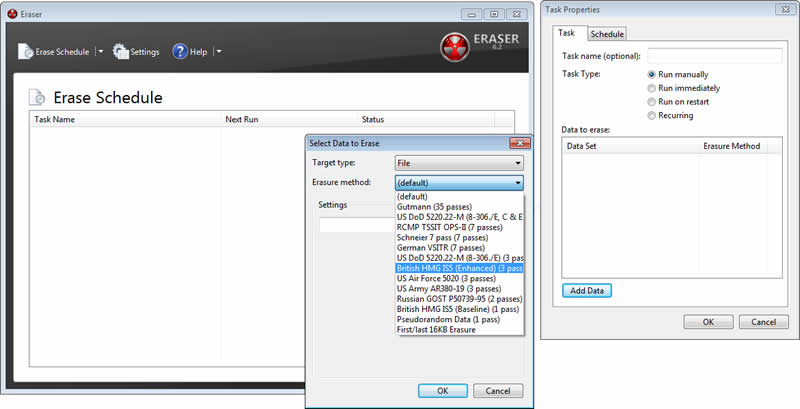 Eraser
Erase Schedule
Settings
Help
ERASER
6.2
Erase Schedule
Task Name Next Run Status
Select Data to Erase
Target type: File
Erasure method: (default)
Settings
(default)
Gutmann (35 passes)
US DoD 5220.22-M (8-306./E, C & E
RCMP TSSIT OPS-II (7 passes)
Schneier 7 pass (7 passes)
German VSITR (7 passes)
US DoD 5220.22-M (8-306./E) (3 pas
British HMG IS5 (Enhanced) (3 pass
US Air Force 5020 (3 passes)
US Army AR380-19 (3 passes)
Russian GOST P50739-95 (2 passes)
British HMG IS5 (Baseline) (1 pass)
Pseudorandom Data (1 pass)
First/last 16KB Erasure
OK Cancel
Task Properties
Task Schedule
Task name (optional):
Task Type: Run manually
Run immediately
Run on restart
Recurring
Data to erase:
Data Set Erasure Method
Add Data
OK Cancel